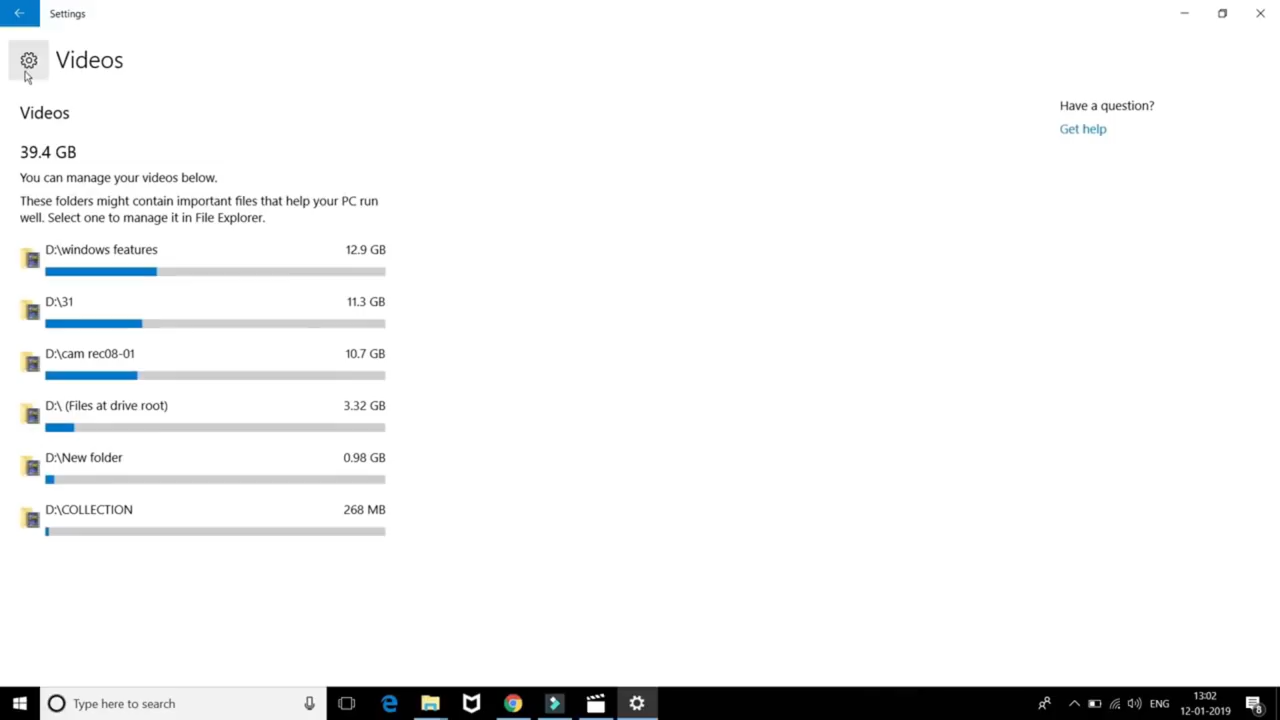 Settings
Videos
Videos
39.4 GB
You can manage your videos below.
These folders might contain important files that help your PC run
well. Select one to manage it in File Explorer.
D:\windows features 12.9 GB
D:\31 11.3 GB
D:\cam rec08-01 10.7 GB
D:\ (Files at drive root) 3.32 GB
D:\New folder 0.98 GB
D:\COLLECTION 268 MB
Have a question?
Get help
Type here to search
ENG
13:02
12-01-2019
8